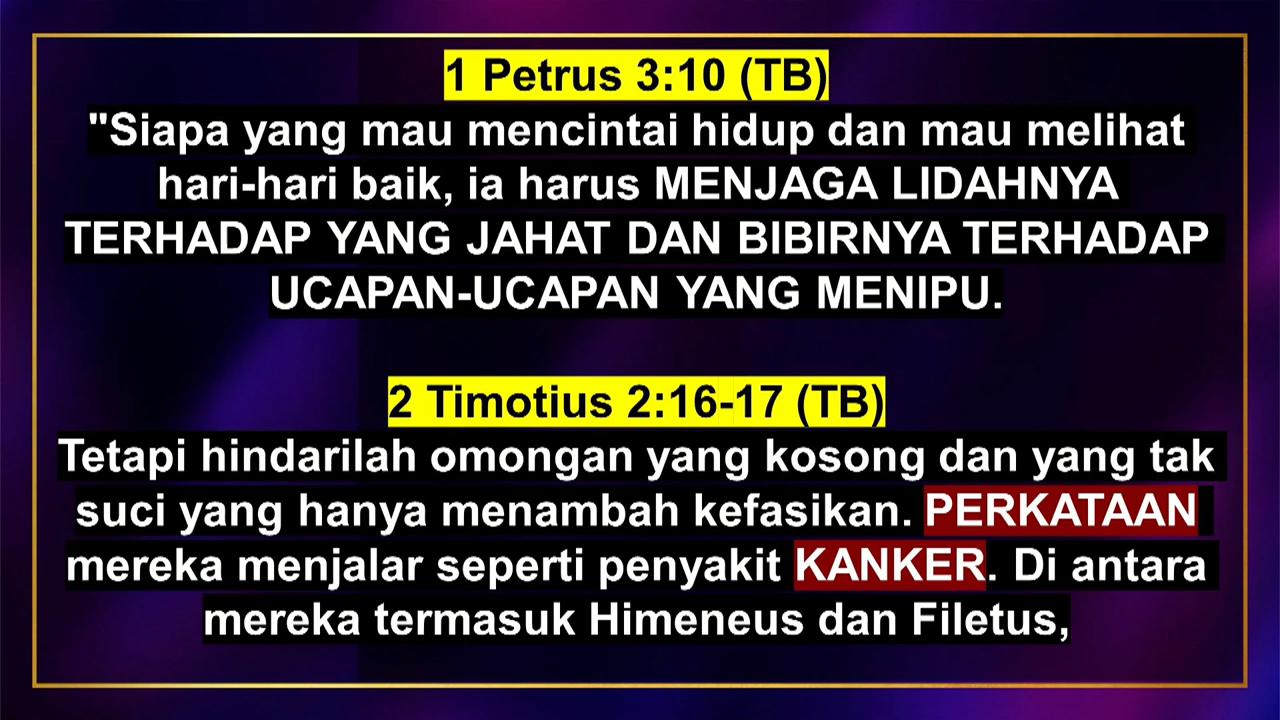 1 Petrus 3:10 (TB)
"Siapa yang mau mencintai hidup dan mau melihat
hari-hari baik, ia harus MENJAGA LIDAHNYA
TERHADAP YANG JAHAT DAN BIBIRNYA TERHADAP
UCAPAN-UCAPAN YANG MENIPU.
2 Timotius 2:16-17 (TB)
Tetapi hindarilah omongan yang kosong dan yang tak
suci yang hanya menambah kefasikan. PERKATAAN
mereka menjalar seperti penyakit KANKER. Di antara
mereka termasuk Himeneus dan Filetus,